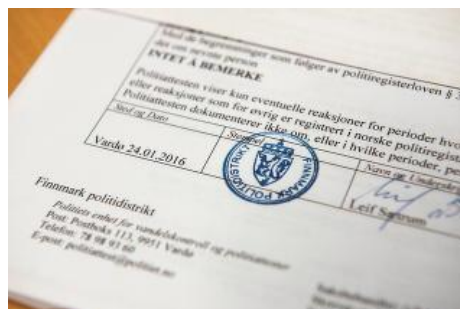 Med de begrensninger som følger av politiregisterloven §
det om nevnte person
INTET Å BEMERKE
Politiattesten viser kun eventuelle reaksjoner for perioder hvo
eller reaksjoner som for øvrig er registrert i norske politiregist
Politiattesten dokumenterer ikke om, eller i hvilke perioder, pe
Sted og Dato
Stempel
Navn og Underskr
Vardø 24.01.2016
FINNMARK POLITIDISTRIKT
Leif
Finnmark politidistrikt
Politiets enhet for vandelskontroll og politiattester
Post: Postboks 113, 9951 Vardø
Telefon: 78 98 93 60
E-post: politiattest@politiet.no